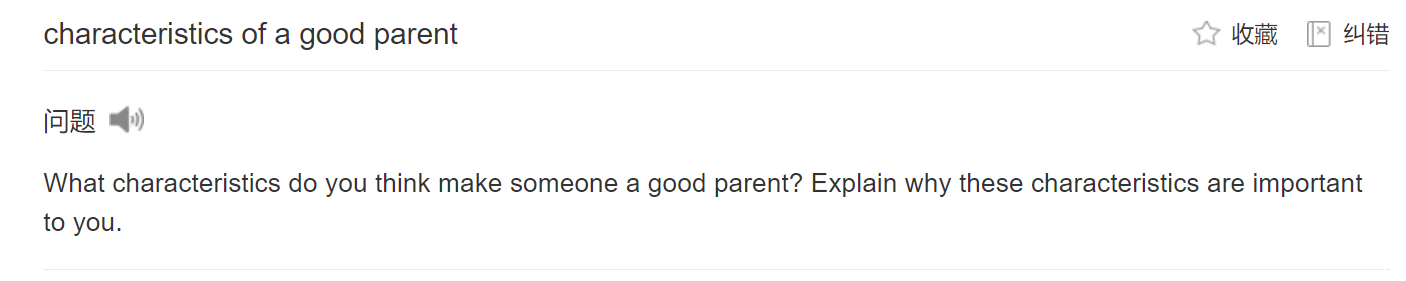 characteristics of a good parent
收藏 纠错
问题
What characteristics do you think make someone a good parent? Explain why these characteristics are important
to you.